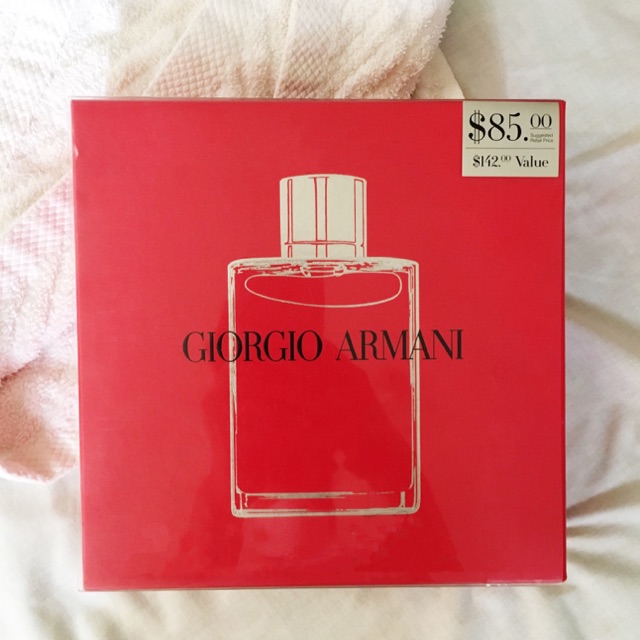 $85.00
Suggested
Retail Price
$142.00 Value
GIORGIO ARMANI